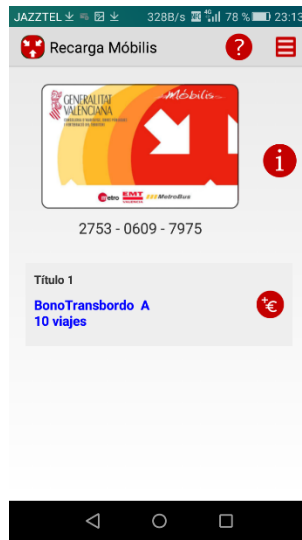 JAZZTEL 328B/s 4G 78 % 23:13
Recarga Móbilis
?
GENERALITAT
VALENCIANA
Móbilis
i
metro EMT MetroBus
2753 - 0609 - 7975
Título 1
BonoTransbordo A
10 viajes
+€